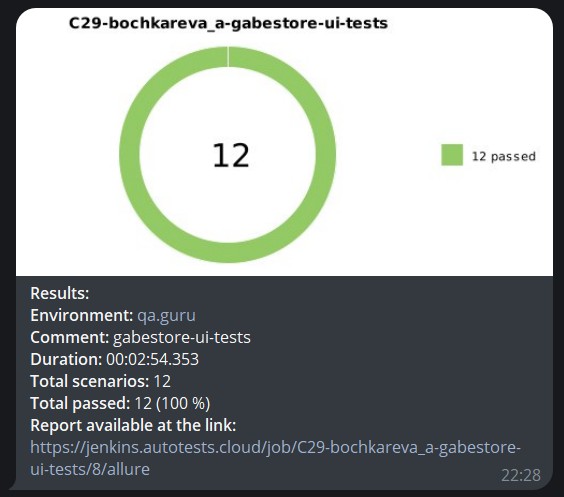 C29-bochkareva_a-gabestore-ui-tests
12
12 passed
Results:
Environment: qa.guru
Comment: gabestore-ui-tests
Duration: 00:02:54.353
Total scenarios: 12
Total passed: 12 (100 %)
Report available at the link:
https://jenkins.autotests.cloud/job/C29-bochkareva_a-gabestore-
ui-tests/8/allure
22:28